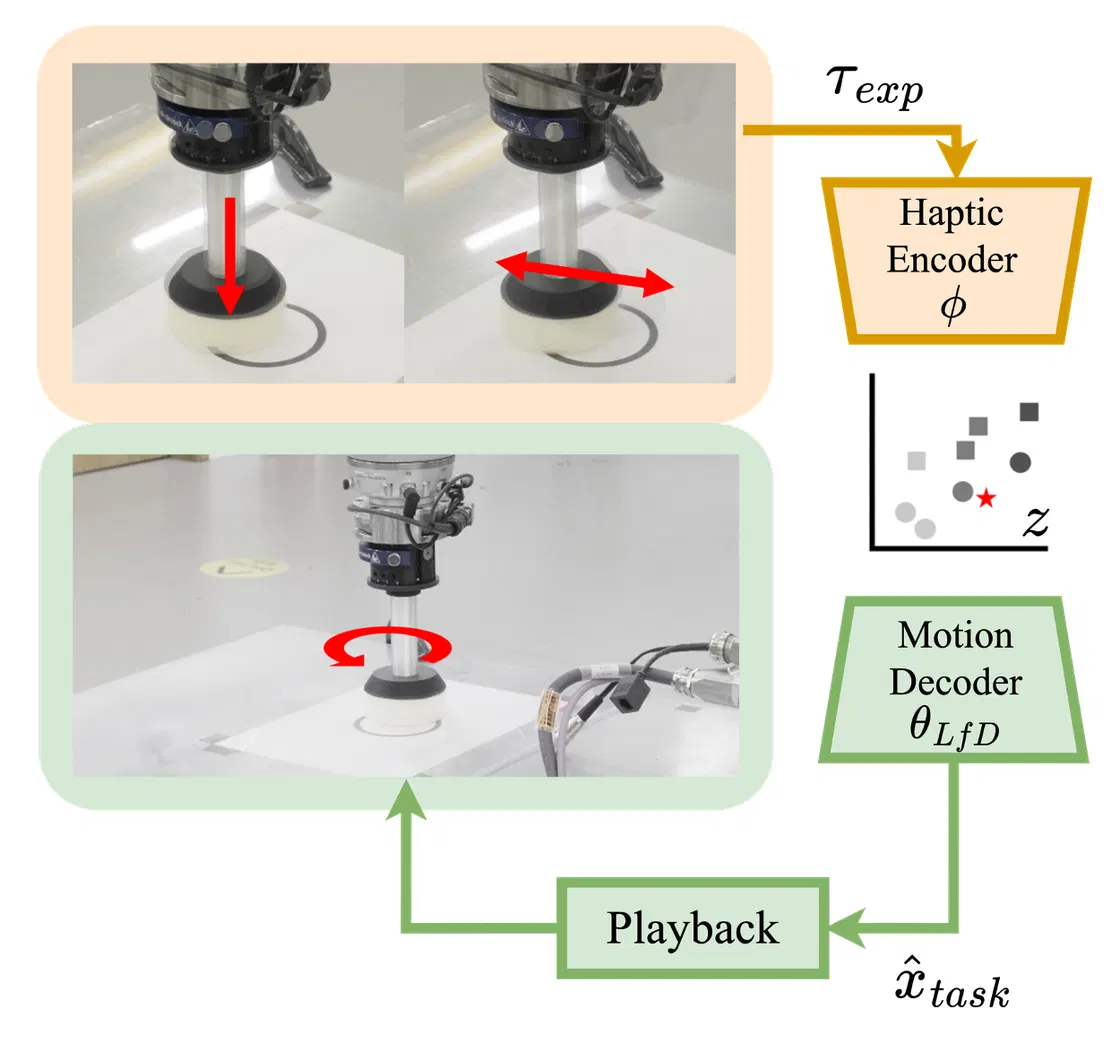 τ_exp
Haptic
Encoder
ϕ
z
Motion
Decoder
θ_LfD
Playback
x̂_task